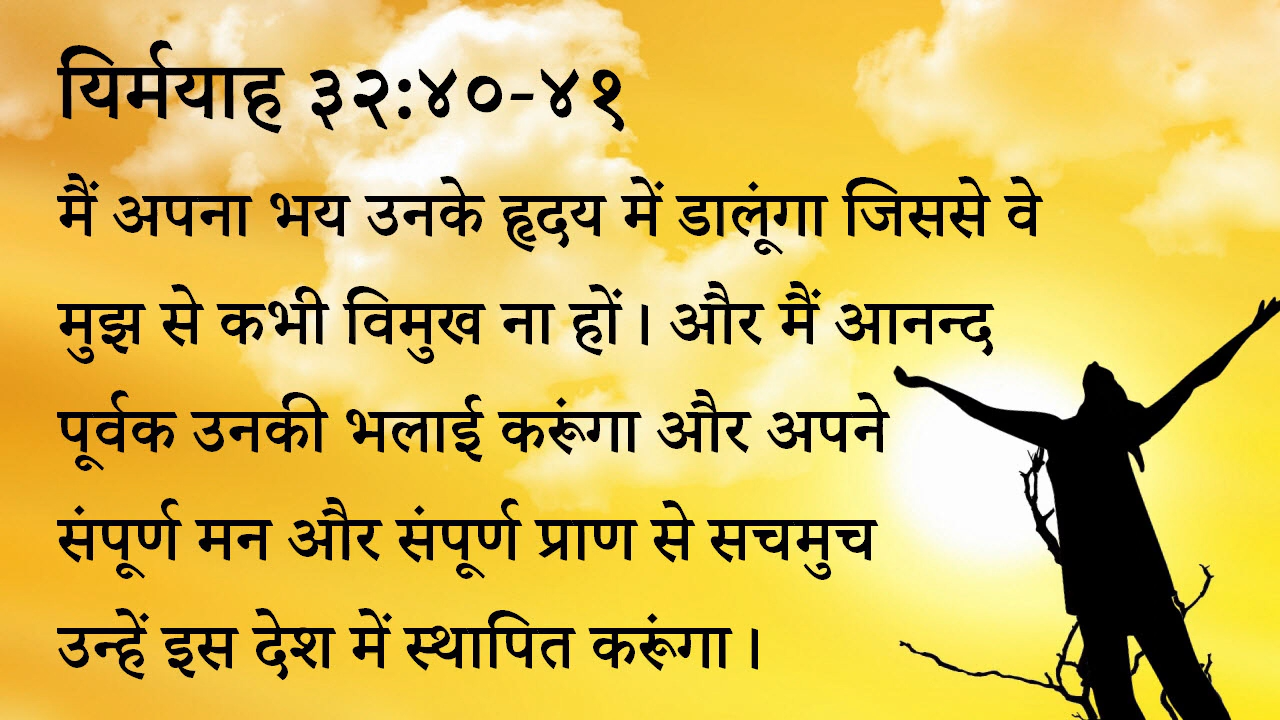 यिर्मयाह ३२:४०-४१
मैं अपना भय उनके हृदय में डालूंगा जिससे वे
मुझ से कभी विमुख ना हों। और मैं आनन्द
पूर्वक उनकी भलाई करूंगा और अपने
संपूर्ण मन और संपूर्ण प्राण से सचमुच
उन्हें इस देश में स्थापित करूंगा।